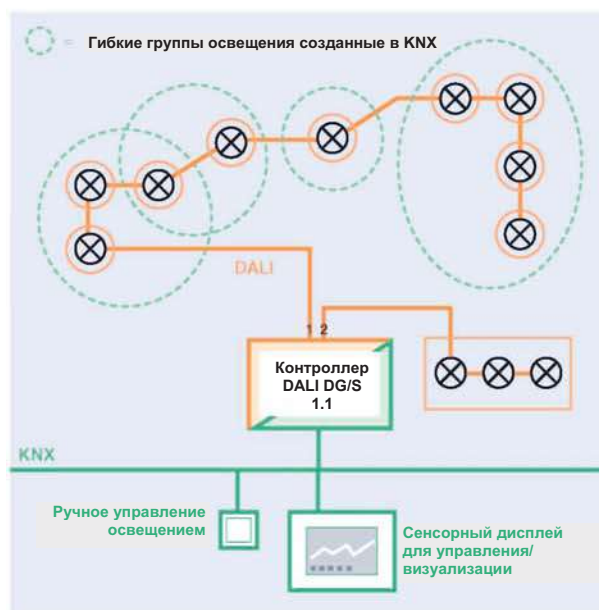 = Гибкие группы освещения созданные в KNX
DALI
1 2
Контроллер
DALI DG/S
1.1
KNX
Ручное управление
освещением
Сенсорный дисплей
для управления/
визуализации